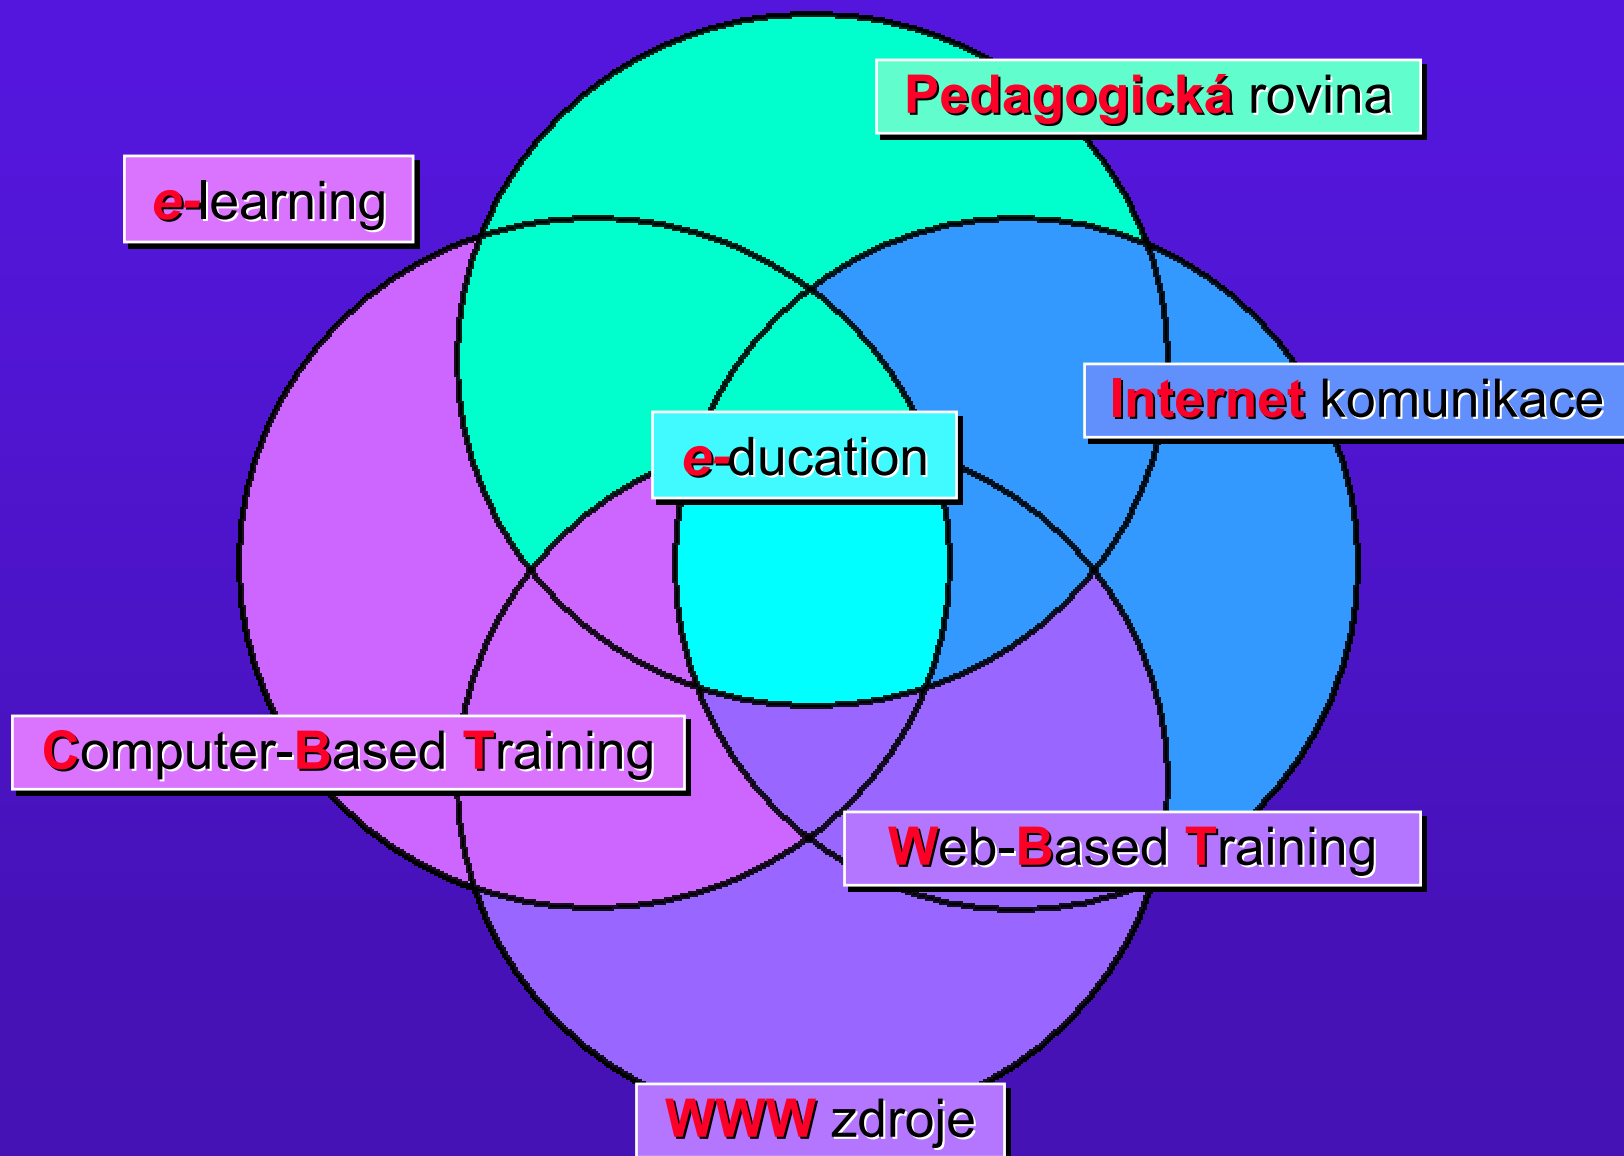 Pedagogická rovina
e-learning
Internet komunikace
e-ducation
Computer-Based Training
Web-Based Training
WWW zdroje